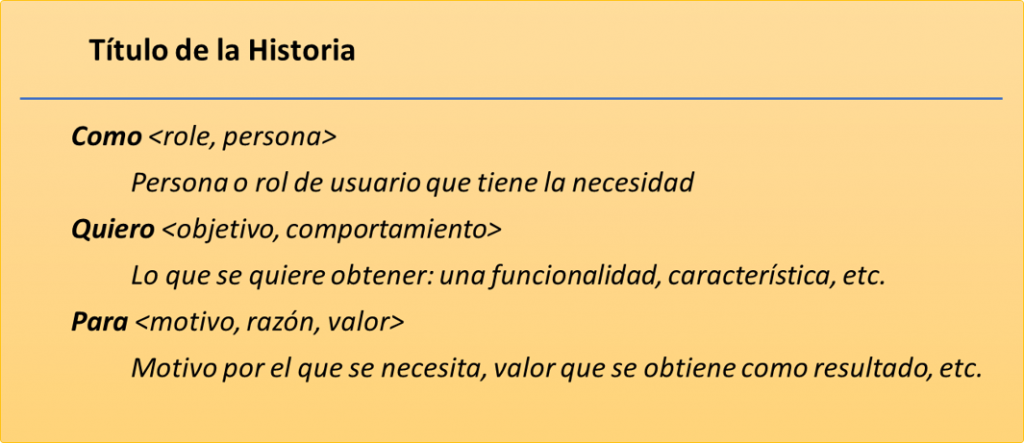 Título de la Historia
Como <role, persona>
Persona o rol de usuario que tiene la necesidad
Quiero <objetivo, comportamiento>
Lo que se quiere obtener: una funcionalidad, característica, etc.
Para <motivo, razón, valor>
Motivo por el que se necesita, valor que se obtiene como resultado, etc.